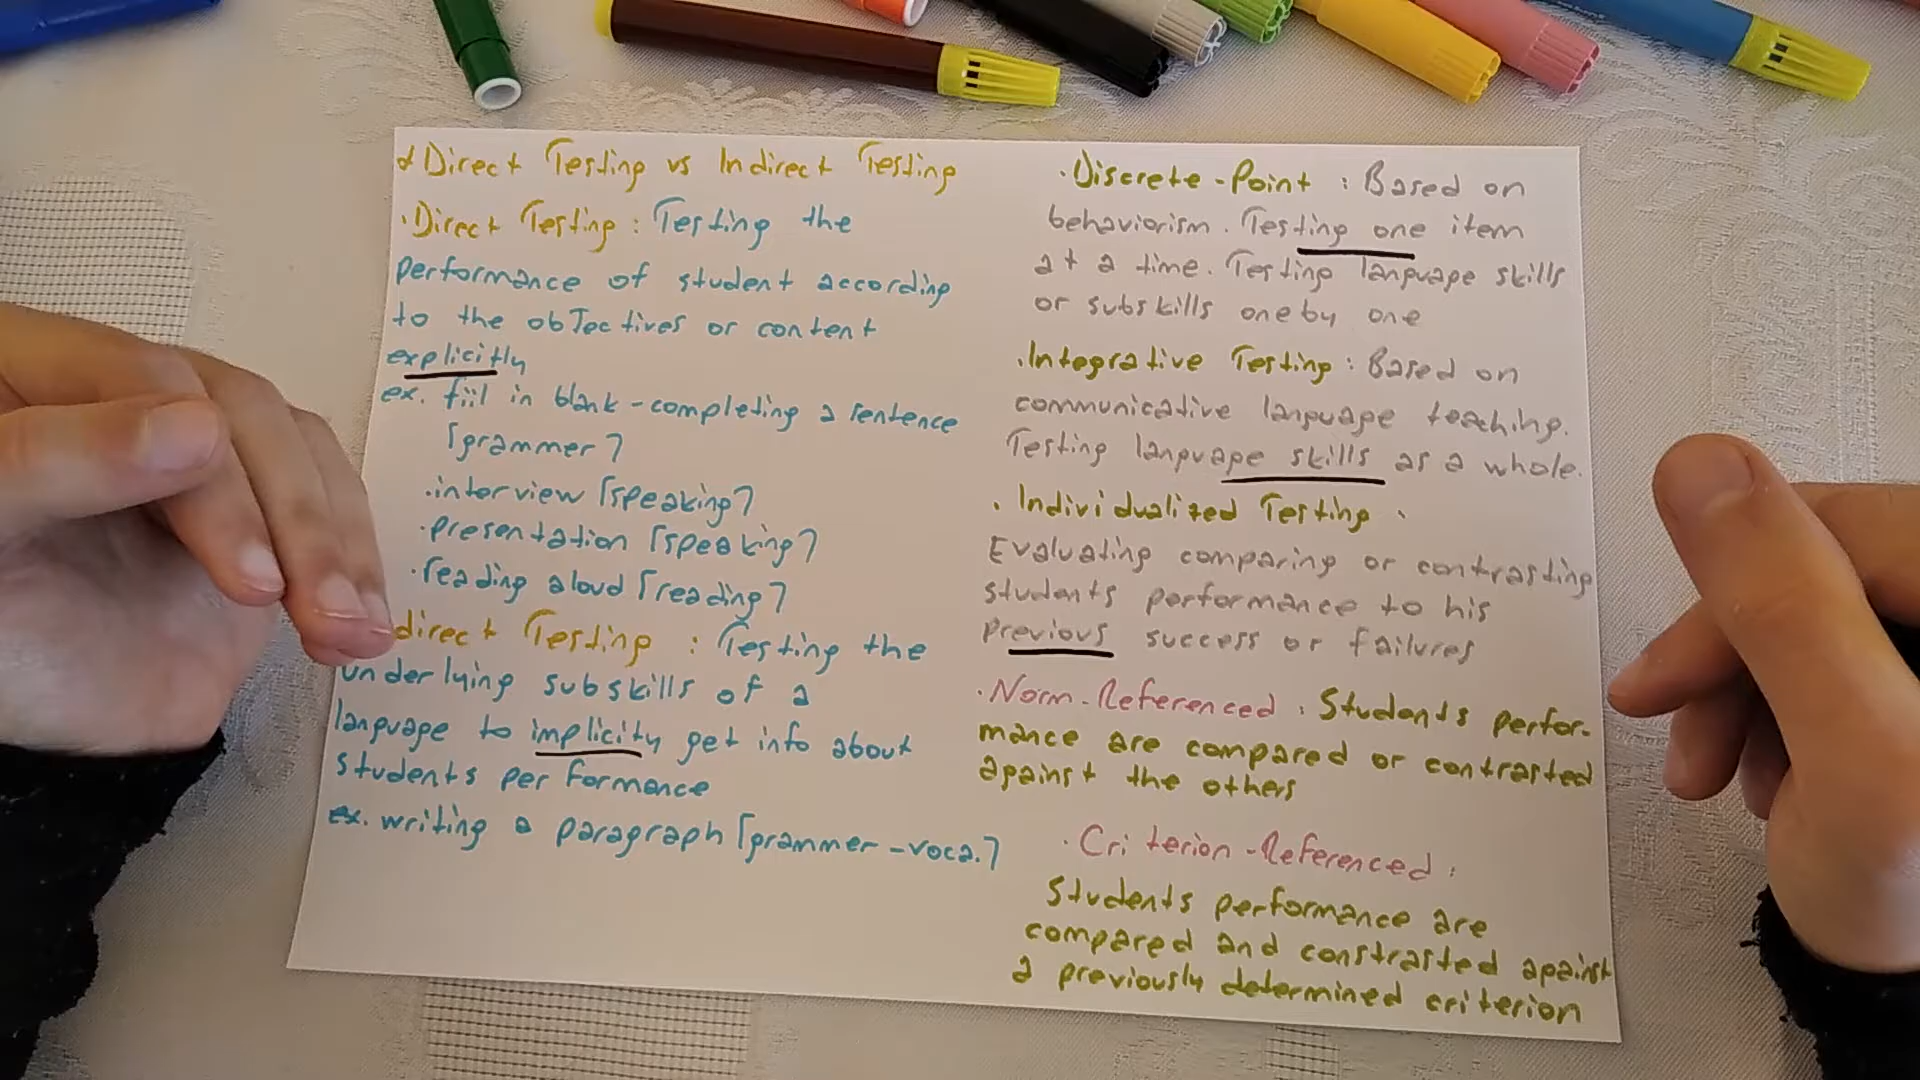 Direct Testing vs Indirect Testing
·Direct Testing: Testing the
performance of student according
to the objectives or content
explicitly
ex. fiil in blank-completing a sentence
[grammer]
·interview [speaking]
·presentation [speaking]
·reading aloud [reading]
direct Testing : Testing the
underlying subskills of a
language to implicity get info about
students performance
ex. writing a paragraph [grammer-voca.]
·Discrete-Point : Based on
behaviorism. Testing one item
at a time. Testing language skills
or subskills one by one
·Integrative Testing: Based on
communicative language teaching.
Testing language skills as a whole.
·Individualized Testing
Evaluating comparing or contrasting
students performance to his
previous success or failures
·Norm-Referenced : Students perfor-
mance are compared or contrasted
against the others
·Criterion-Referenced:
Students performance are
compared and constrasted against
a previously determined criterion